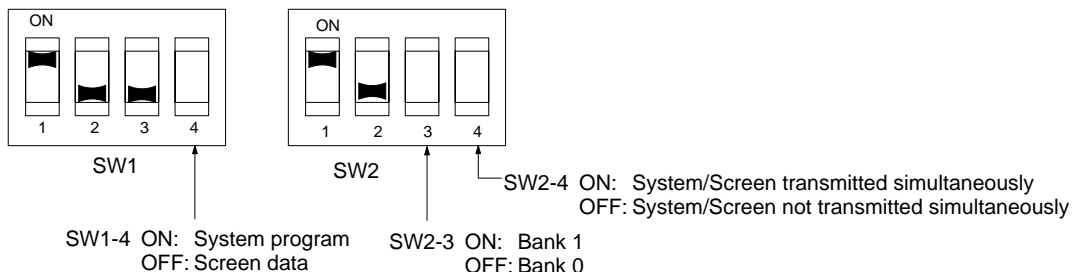 ON
1 2 3 4
SW1
ON
1 2 3 4
SW2
SW2-4 ON: System/Screen transmitted simultaneously
OFF: System/Screen not transmitted simultaneously
SW1-4 ON: System program
OFF: Screen data
SW2-3 ON: Bank 1
OFF: Bank 0